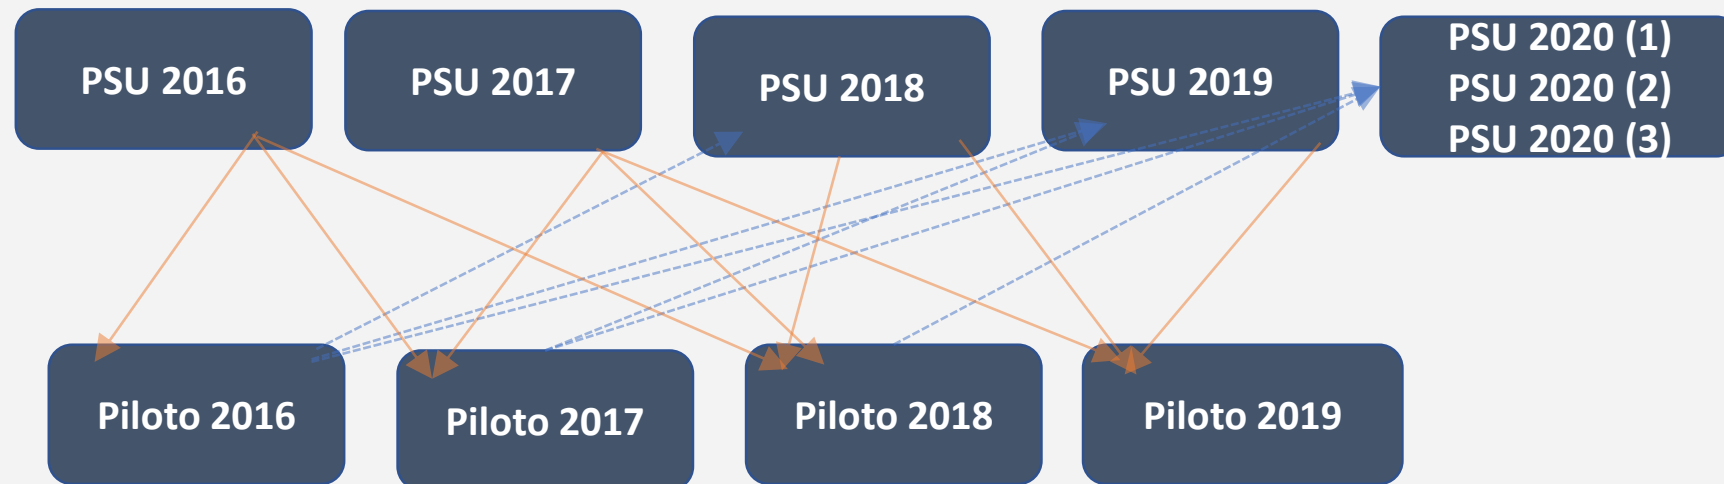 PSU 2016
PSU 2017
PSU 2018
PSU 2019
PSU 2020 (1)
PSU 2020 (2)
PSU 2020 (3)
Piloto 2016
Piloto 2017
Piloto 2018
Piloto 2019